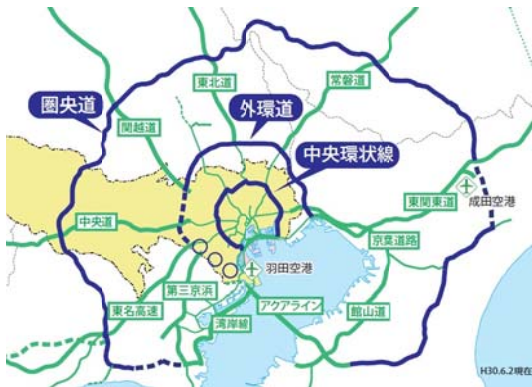 東北道
常磐道
圏央道
外環道
関越道
中央環状線
東関東道
成田空港
中央道
京葉道路
羽田空港
第三京浜
東名高速
アクアライン
館山道
湾岸線
H30.6.2現在